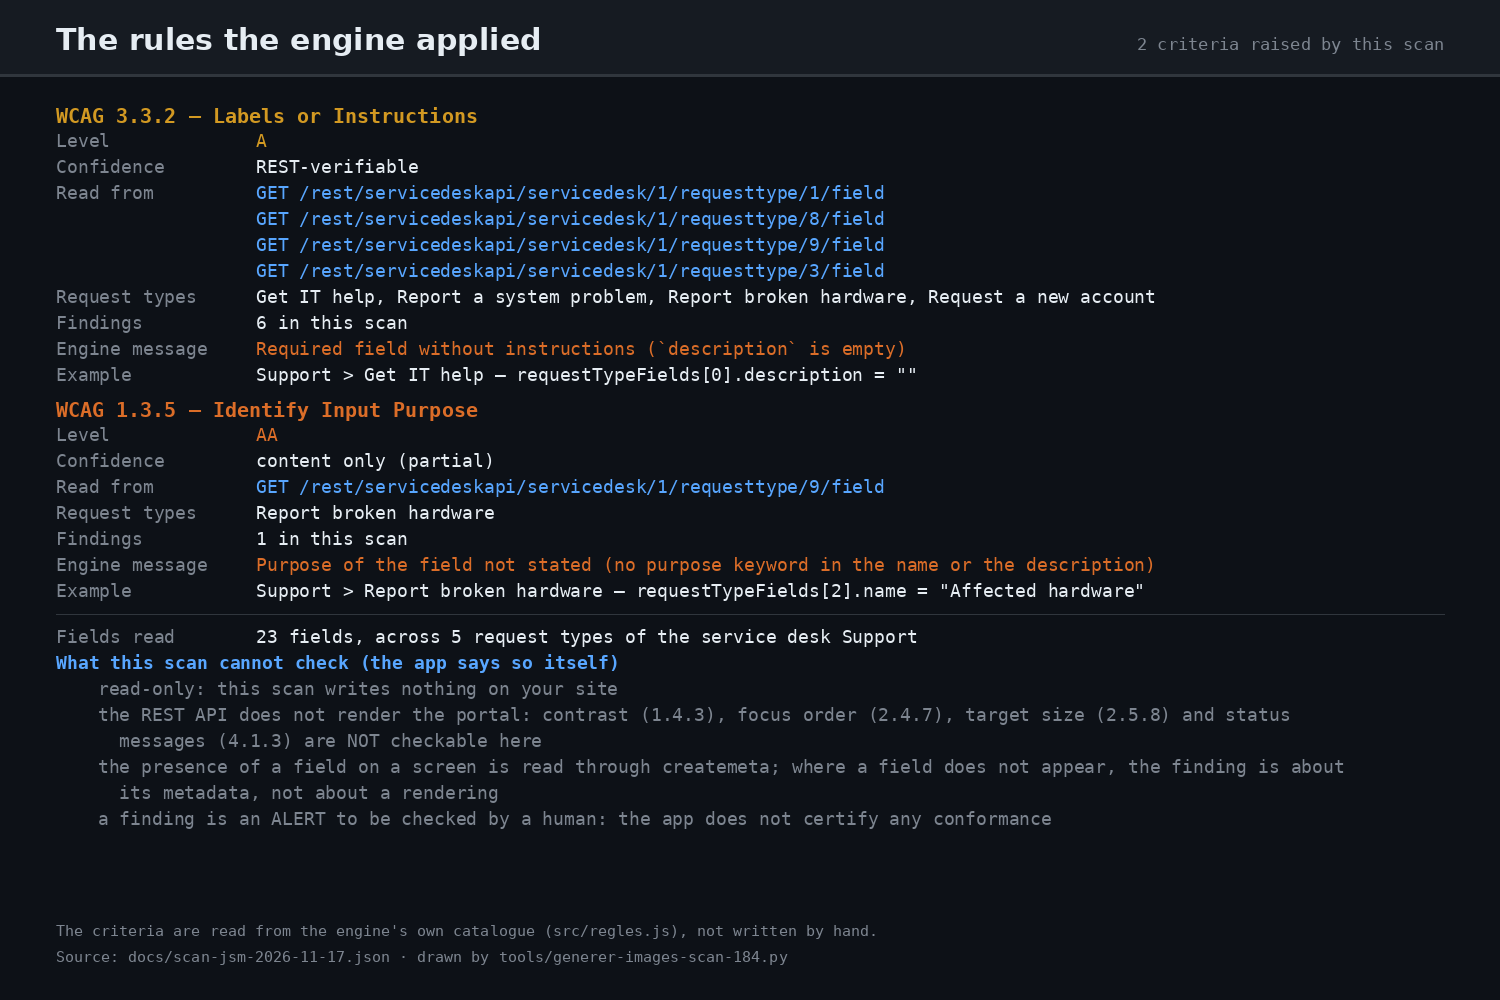 The rules the engine applied
2 criteria raised by this scan
WCAG 3.3.2 — Labels or Instructions
Level A
Confidence REST-verifiable
Read from GET /rest/servicedeskapi/servicedesk/1/requesttype/1/field
GET /rest/servicedeskapi/servicedesk/1/requesttype/8/field
GET /rest/servicedeskapi/servicedesk/1/requesttype/9/field
GET /rest/servicedeskapi/servicedesk/1/requesttype/3/field
Request types Get IT help, Report a system problem, Report broken hardware, Request a new account
Findings 6 in this scan
Engine message Required field without instructions (`description` is empty)
Example Support > Get IT help — requestTypeFields[0].description = ""
WCAG 1.3.5 — Identify Input Purpose
Level AA
Confidence content only (partial)
Read from GET /rest/servicedeskapi/servicedesk/1/requesttype/9/field
Request types Report broken hardware
Findings 1 in this scan
Engine message Purpose of the field not stated (no purpose keyword in the name or the description)
Example Support > Report broken hardware — requestTypeFields[2].name = "Affected hardware"
Fields read 23 fields, across 5 request types of the service desk Support
What this scan cannot check (the app says so itself)
read-only: this scan writes nothing on your site
the REST API does not render the portal: contrast (1.4.3), focus order (2.4.7), target size (2.5.8) and status
messages (4.1.3) are NOT checkable here
the presence of a field on a screen is read through createmeta; where a field does not appear, the finding is about
its metadata, not about a rendering
a finding is an ALERT to be checked by a human: the app does not certify any conformance
The criteria are read from the engine's own catalogue (src/regles.js), not written by hand.
Source: docs/scan-jsm-2026-11-17.json · drawn by tools/generer-images-scan-184.py